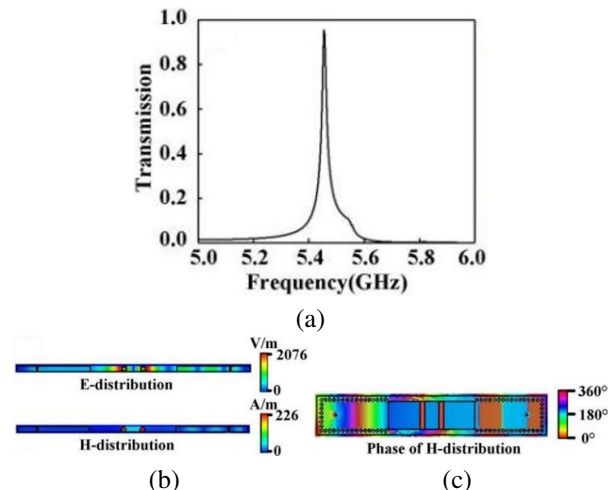 1.0
0.8
0.6
0.4
0.2
0.0
Transmission
5.0 5.2 5.4 5.6 5.8 6.0
Frequency(GHz)
(a)
V/m
2076
0
E-distribution
A/m
226
0
H-distribution
(b)
360°
180°
0°
Phase of H-distribution
(c)